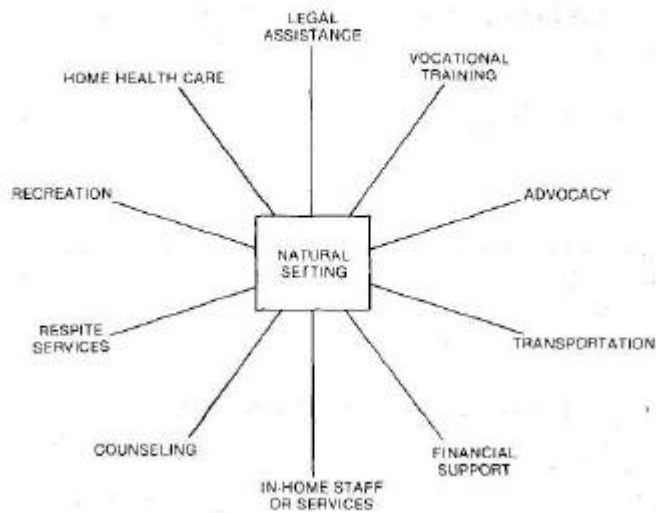 LEGAL
ASSISTANCE
VOCATIONAL
TRAINING
HOME HEALTH CARE
RECREATION
ADVOCACY
NATURAL
SETTING
RESPITE
SERVICES
TRANSPORTATION
COUNSELING
FINANCIAL
SUPPORT
IN-HOME STAFF
OR SERVICES